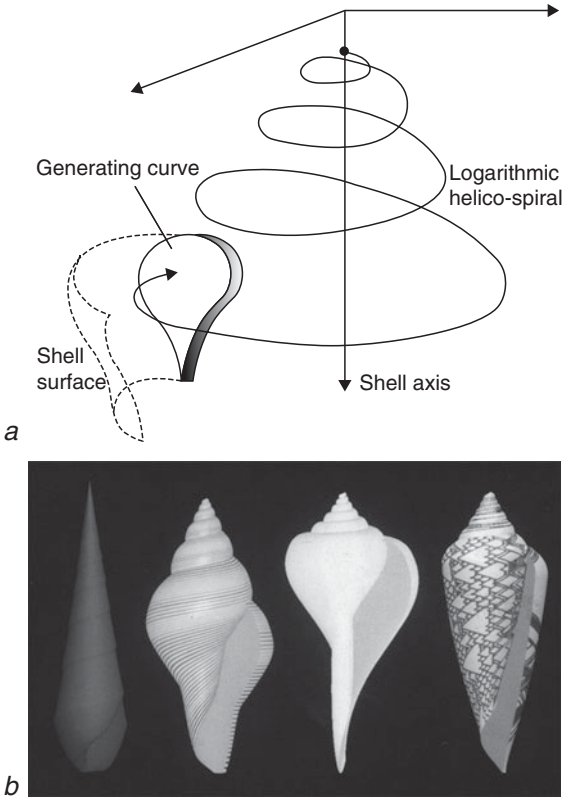 Generating curve
Logarithmic
helico-spiral
Shell
surface
Shell axis
a
b